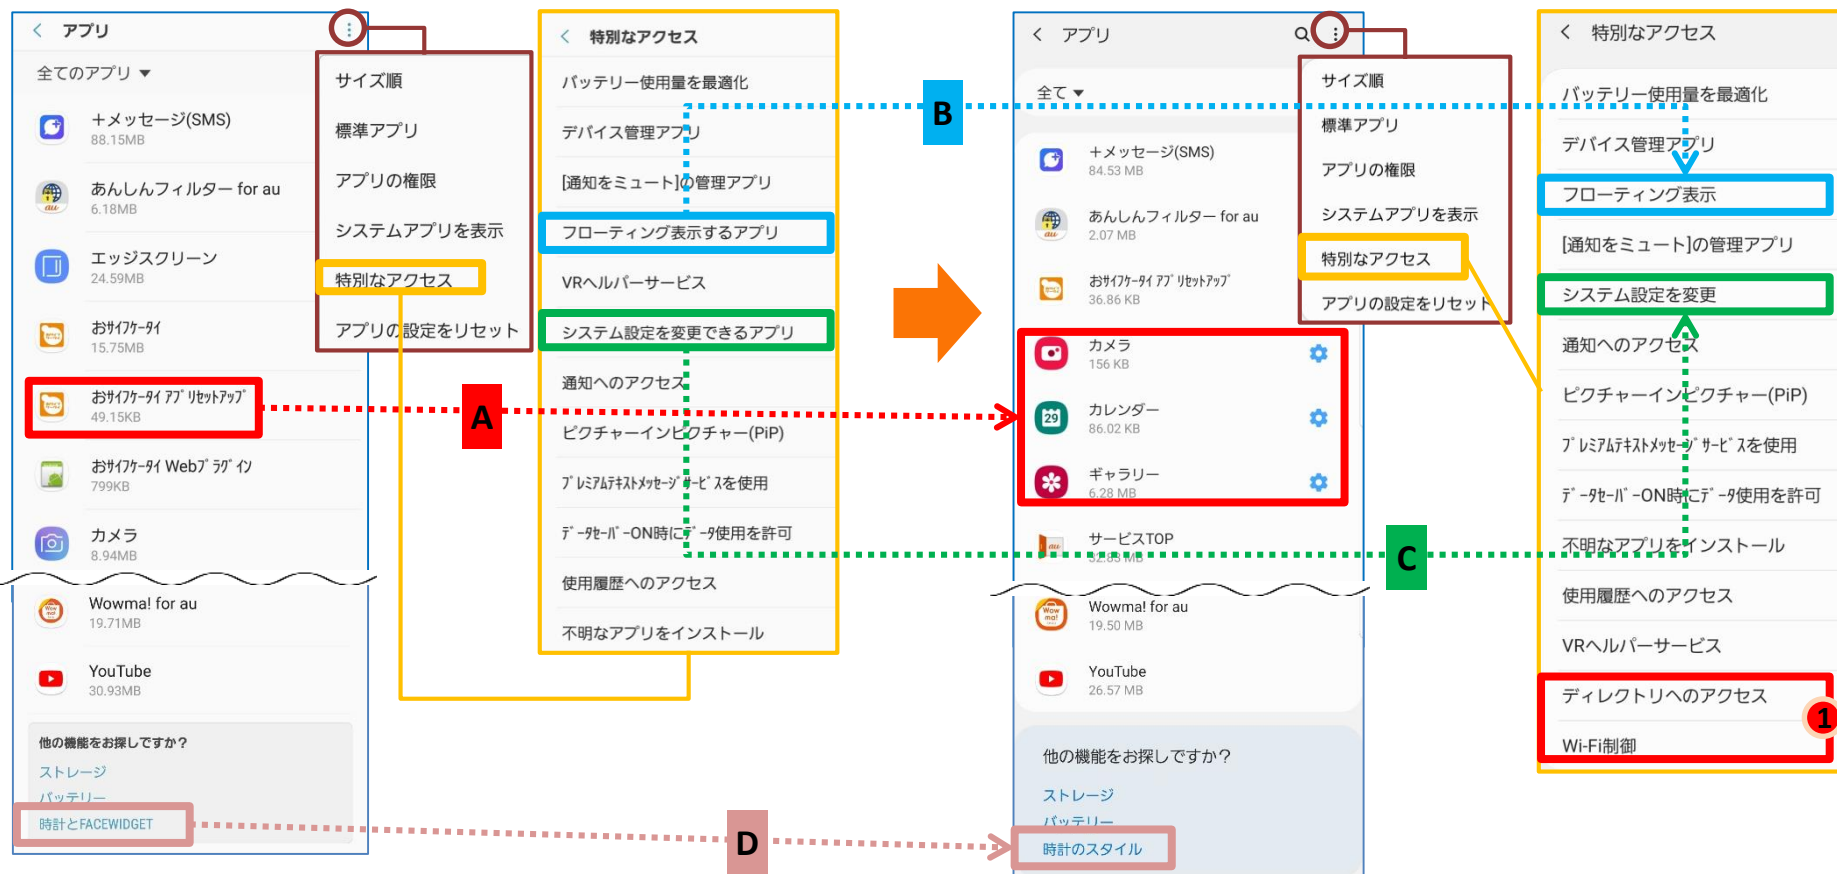 アプリ
全てのアプリ ▼
+メッセージ(SMS)
88.15MB
あんしんフィルター for au
6.18MB
エッジスクリーン
24.59MB
おサイフケータイ
15.75MB
おサイフケータイ アプリセットアップ
49.15KB
おサイフケータイ Webプラグイン
799KB
カメラ
8.94MB
Wowma! for au
19.71MB
YouTube
30.93MB
他の機能をお探しですか?
ストレージ
バッテリー
時計とFACEWIDGET
サイズ順
標準アプリ
アプリの権限
システムアプリを表示
特別なアクセス
アプリの設定をリセット
特別なアクセス
バッテリー使用量を最適化
デバイス管理アプリ
[通知をミュート]の管理アプリ
フローティング表示するアプリ
VRヘルパーサービス
システム設定を変更できるアプリ
通知へのアクセス
ピクチャーインピクチャー(PiP)
プレミアムテキストメッセージサービスを使用
データセーバーON時にデータ使用を許可
使用履歴へのアクセス
不明なアプリをインストール
A
B
C
D
アプリ
全て ▼
+メッセージ(SMS)
84.53 MB
あんしんフィルター for au
2.07 MB
おサイフケータイ アプリセットアップ
36.86 KB
カメラ
156 KB
カレンダー
29
86.02 KB
ギャラリー
6.28 MB
サービスTOP
au
32.83 MB
Wowma! for au
19.50 MB
YouTube
26.57 MB
他の機能をお探しですか?
ストレージ
バッテリー
時計のスタイル
サイズ順
標準アプリ
アプリの権限
システムアプリを表示
特別なアクセス
アプリの設定をリセット
特別なアクセス
バッテリー使用量を最適化
デバイス管理アプリ
フローティング表示
[通知をミュート]の管理アプリ
システム設定を変更
通知へのアクセス
ピクチャーインピクチャー(PiP)
プレミアムテキストメッセージサービスを使用
データセーバーON時にデータ使用を許可
不明なアプリをインストール
使用履歴へのアクセス
VRヘルパーサービス
ディレクトリへのアクセス
1
Wi-Fi制御